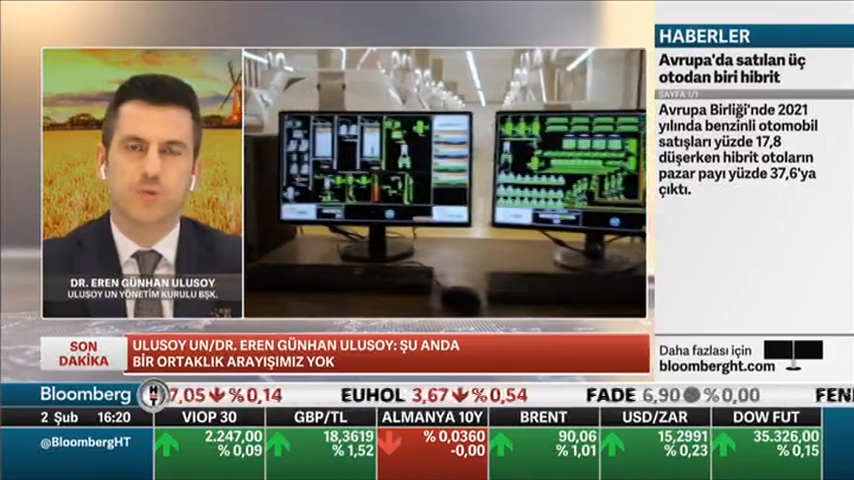 HABERLER
Avrupa'da satılan üç
otodan biri hibrit
SAYFA 1/1
Avrupa Birliği'nde 2021
yılında benzinli otomobil
satışları yüzde 17,8
düşerken hibrit otoların
pazar payı yüzde 37,6'ya
çıktı.
DR. EREN GÜNHAN ULUSOY
ULUSOY UN YÖNETİM KURULU BŞK.
SON
DAKİKA
ULUSOY UN/DR. EREN GÜNHAN ULUSOY: ŞU ANDA
BİR ORTAKLIK ARAYIŞIMIZ YOK
Daha fazlası için
bloomberght.com
Bloomberg HT 7,05 % 0,14 EUHOL 3,67 % 0,54 FADE 6,90 % 0,00 FEN
2 Şub 16:20 VIOP 30 GBP/TL ALMANYA 10Y BRENT USD/ZAR DOW FUT
@BloombergHT 2.247,00 18,3619 % 0,0360 90,06 15,2991 35.326,00
% 0,09 % 1,52 -0,00 % 1,01 % 0,23 % 0,15